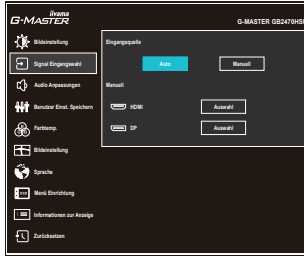 iiyama
G-MASTER
G-MASTER GB2470HSU
Bildeinstellung
Signal Eingangswahl
Audio Anpassungen
Benutzer Einst. Speichern
Farbtemp.
Bildeinstellung
Sprache
OSD
Menü Einrichtung
Informationen zur Anzeige
Zurücksetzen
Eingangsquelle
Auto
Manuell
Manuell
HDMI
Auswahl
DP
Auswahl